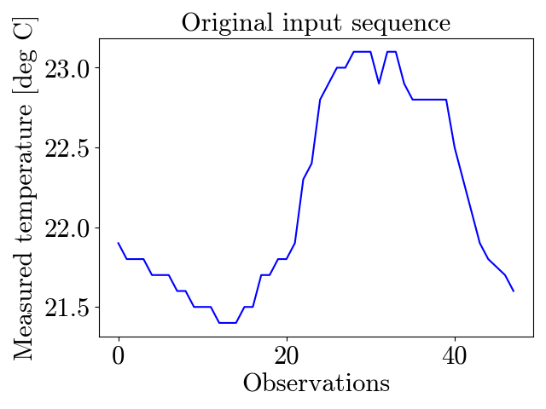 Original input sequence
Measured temperature [deg C]
23.0
22.5
22.0
21.5
0 20 40
Observations